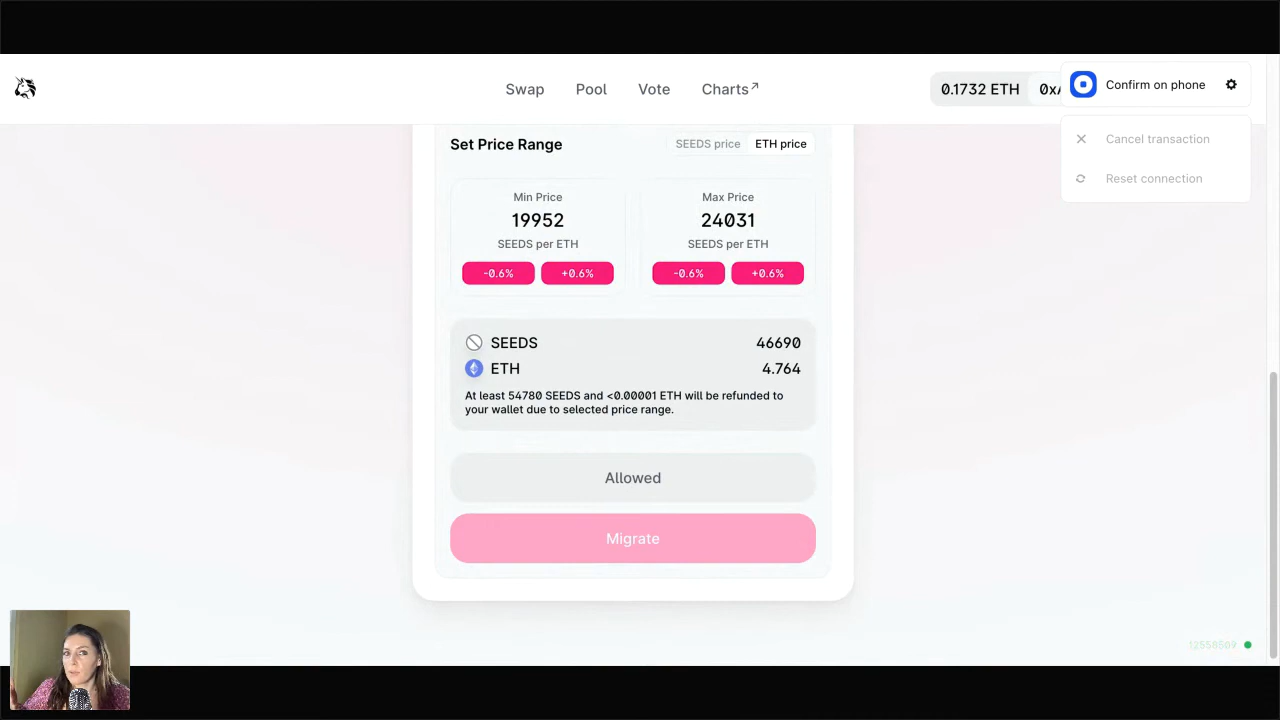 Swap Pool Vote Charts↗ 0.1732 ETH
Confirm on phone
Cancel transaction
Reset connection
Set Price Range SEEDS price ETH price
Min Price Max Price
19952 24031
SEEDS per ETH SEEDS per ETH
-0.6% +0.6% -0.6% +0.6%
SEEDS 46690
ETH 4.764
At least 54780 SEEDS and <0.00001 ETH will be refunded to
your wallet due to selected price range.
Allowed
Migrate
12558509